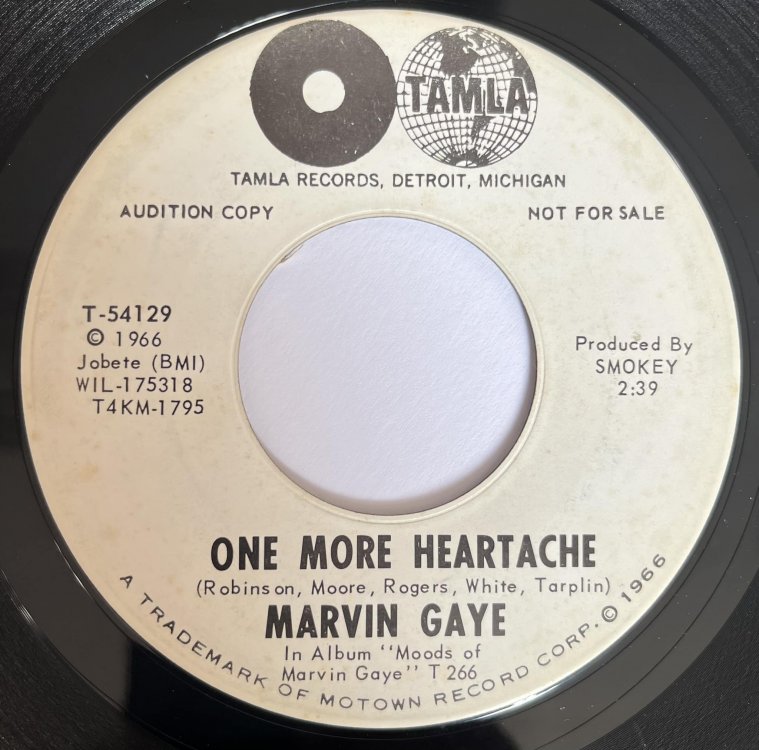 TAMLA
TAMLA RECORDS, DETROIT, MICHIGAN
AUDITION COPY
NOT FOR SALE
T-54129
© 1966
Jobete (BMI)
WIL-175318
T4KM-1795
Produced By
SMOKEY
2:39
ONE MORE HEARTACHE
(Robinson, Moore, Rogers, White, Tarplin)
MARVIN GAYE
In Album "Moods of
Marvin Gaye" T 266
A TRADEMARK OF MOTOWN RECORD CORP. © 1966